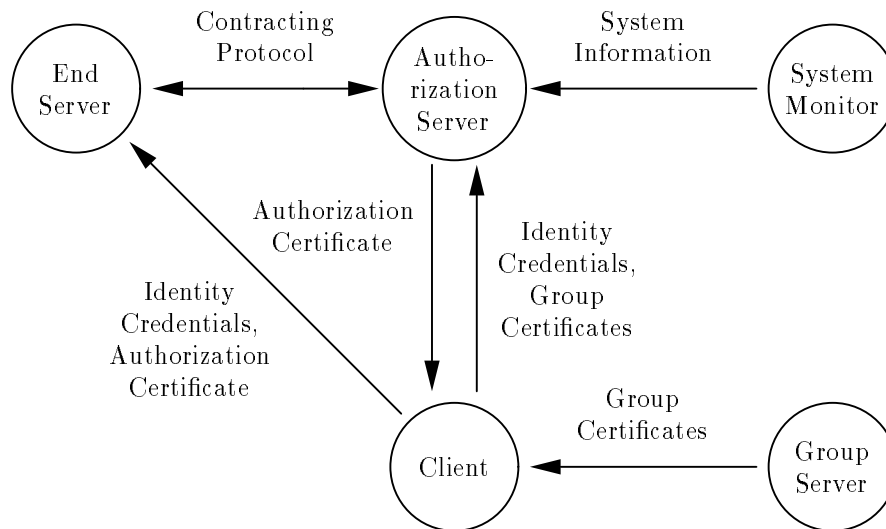 Contracting
Protocol
System
Information
End
Server
Autho-
rization
Server
System
Monitor
Authorization
Certificate
Identity
Credentials,
Group
Certificates
Identity
Credentials,
Authorization
Certificate
Group
Certificates
Client
Group
Server